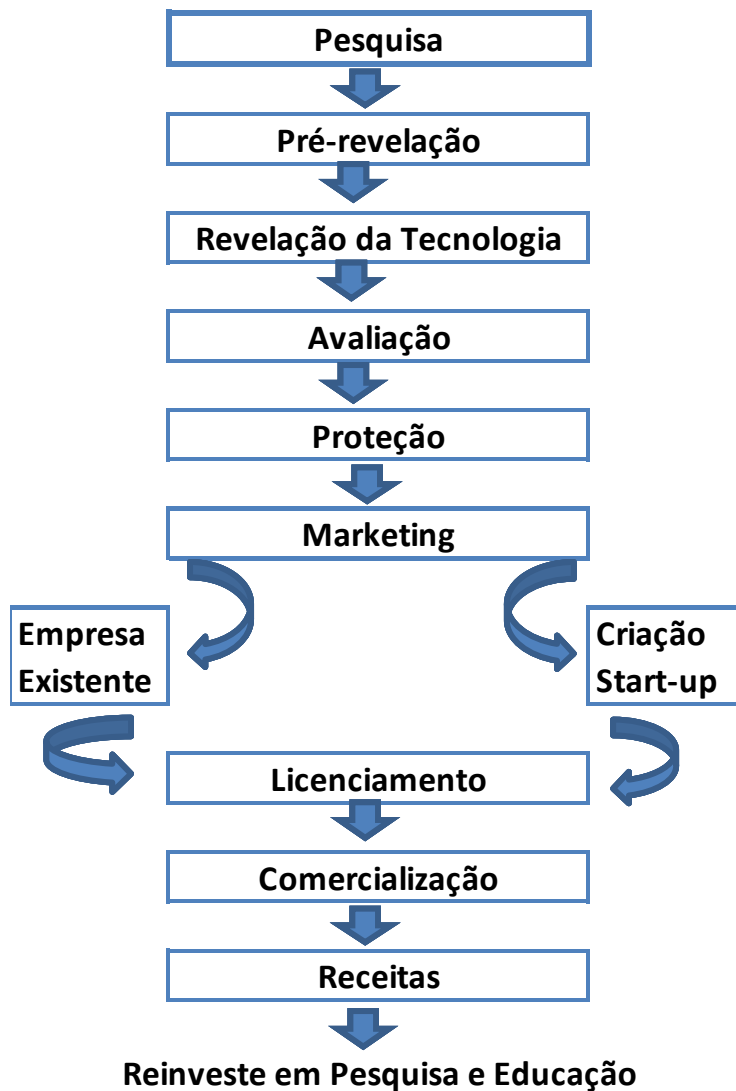 Pesquisa
Pré-revelação
Revelação da Tecnologia
Avaliação
Proteção
Marketing
Empresa
Existente
Criação
Start-up
Licenciamento
Comercialização
Receitas
Reinveste em Pesquisa e Educação